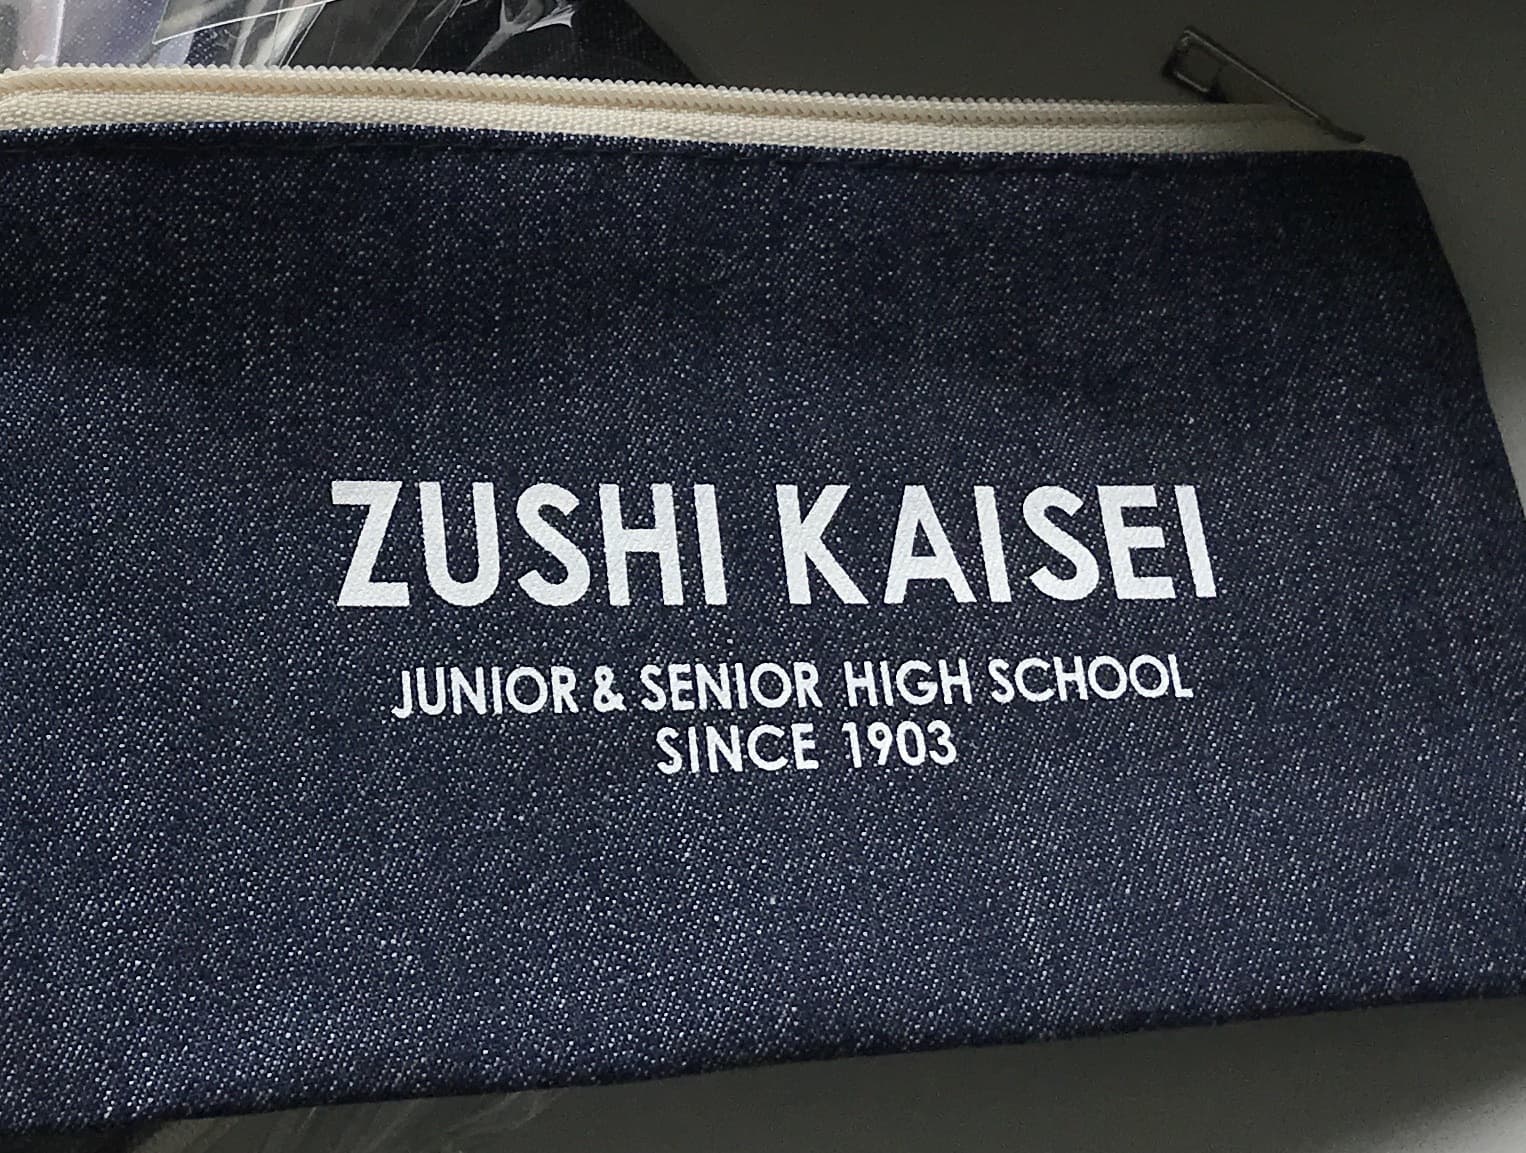 ZUSHI KAISEI
JUNIOR & SENIOR HIGH SCHOOL
SINCE 1903